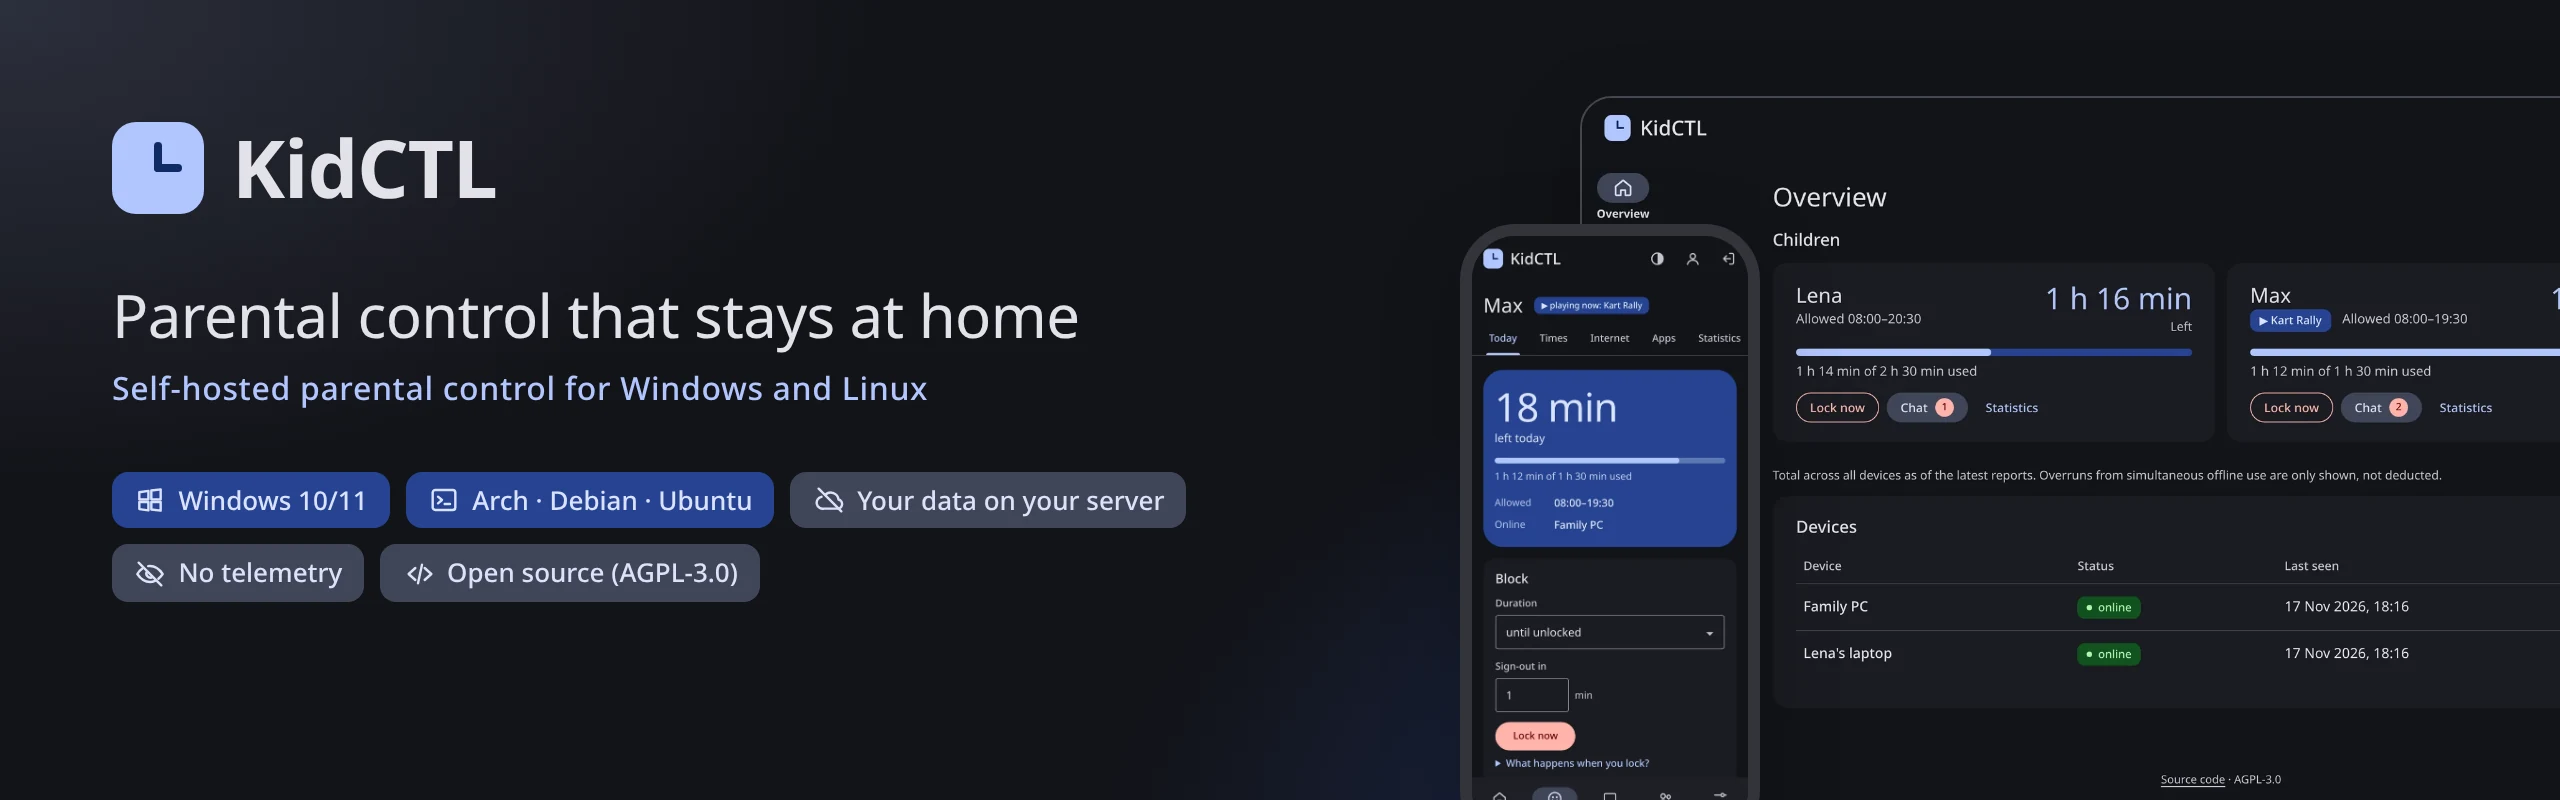 KidCTL
Parental control that stays at home
Self-hosted parental control for Windows and Linux
Windows 10/11
Arch · Debian · Ubuntu
Your data on your server
No telemetry
Open source (AGPL-3.0)
KidCTL
Max
▶ playing now: Kart Rally
Today Times Internet Apps Statistics
18 min
left today
1 h 12 min of 1 h 30 min used
Allowed 08:00–19:30
Online Family PC
Block
Duration
until unlocked
Sign-out in
1 min
Lock now
▶ What happens when you lock?
KidCTL
Overview
Overview
Children
Lena 1 h 16 min
Allowed 08:00–20:30 Left
1 h 14 min of 2 h 30 min used
Lock now Chat 1 Statistics
Max 1
▶ Kart Rally Allowed 08:00–19:30
1 h 12 min of 1 h 30 min used
Lock now Chat 2 Statistics
Total across all devices as of the latest reports. Overruns from simultaneous offline use are only shown, not deducted.
Devices
Device Status Last seen
Family PC online 17 Nov 2026, 18:16
Lena's laptop online 17 Nov 2026, 18:16
Source code · AGPL-3.0